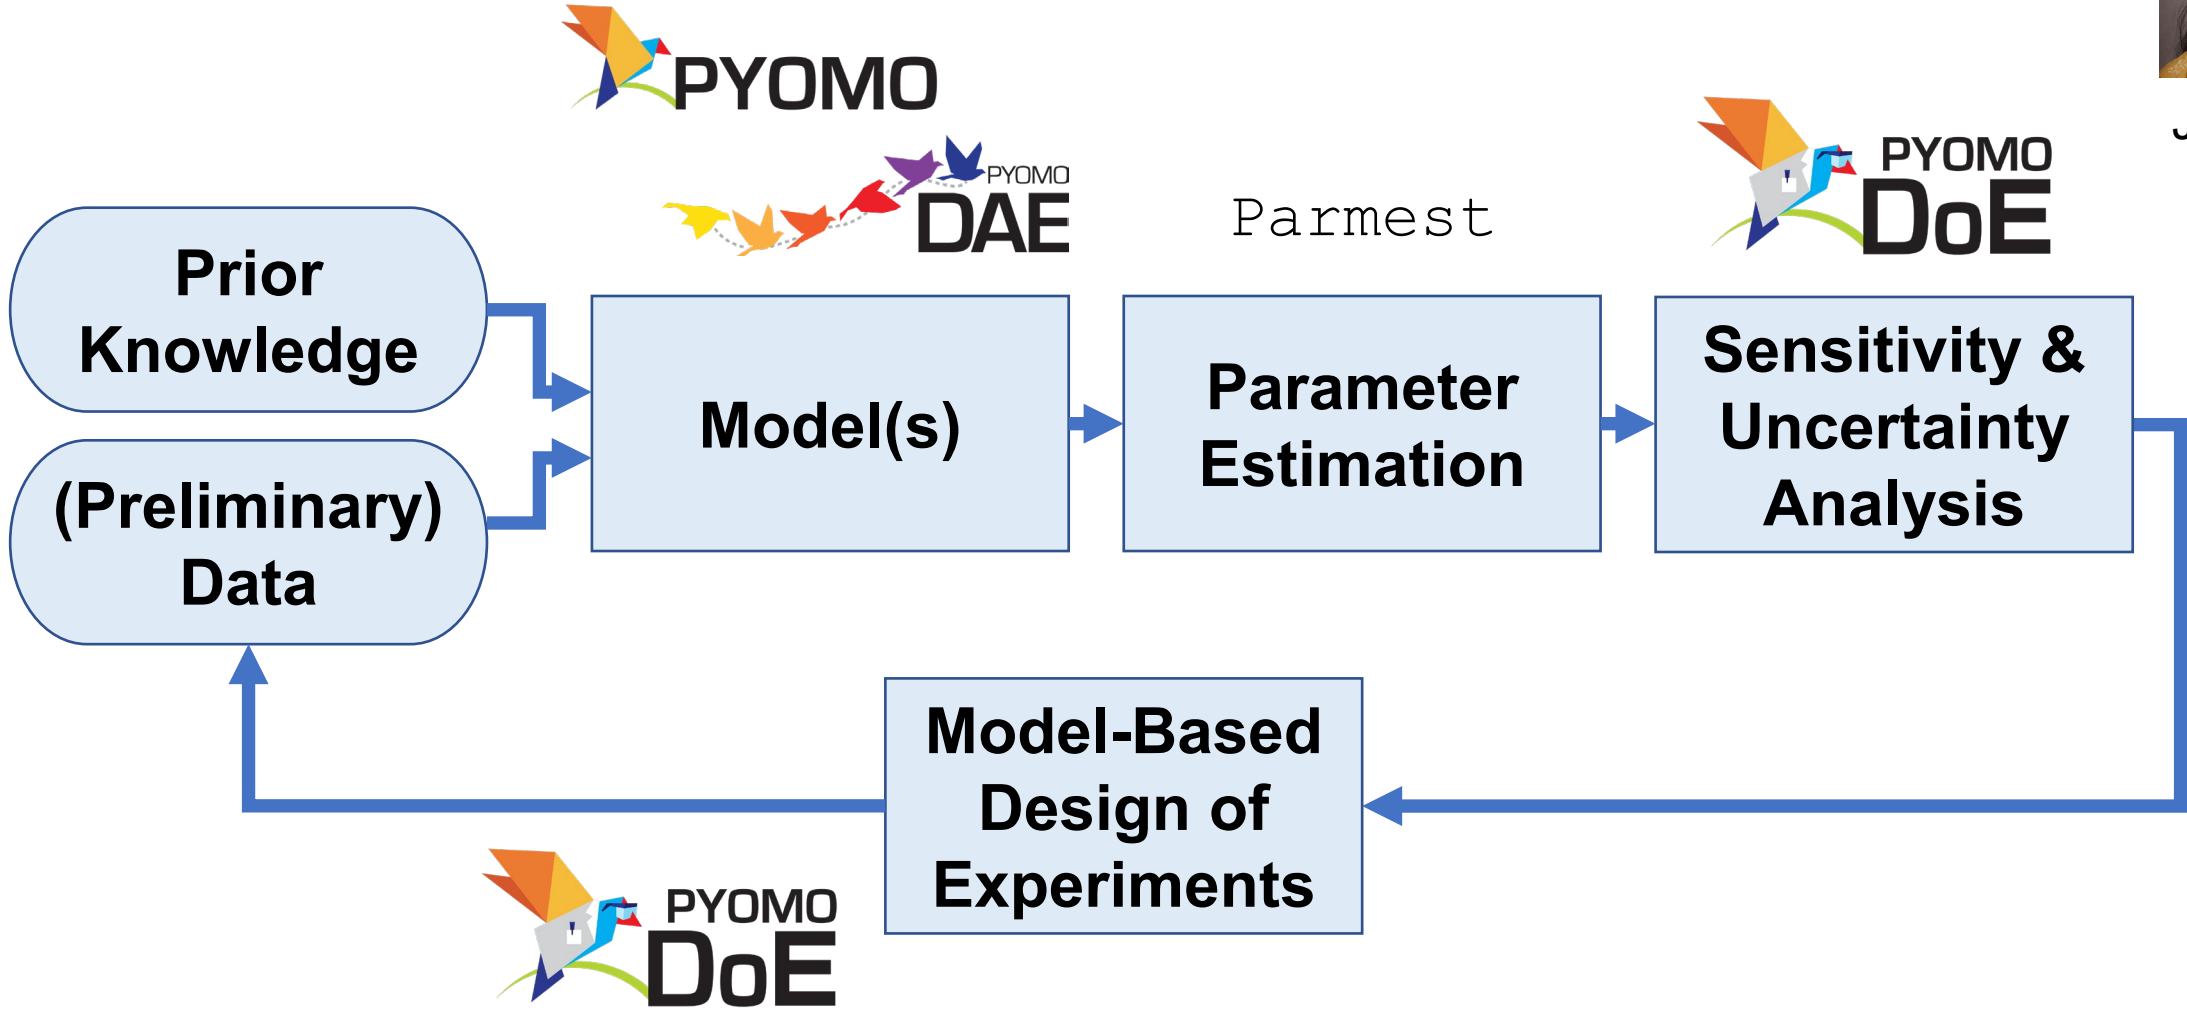 PYOMO
PYOMO
DAE
Parmest
PYOMO
DoE
Prior
Knowledge
(Preliminary)
Data
Model(s)
Parameter
Estimation
Sensitivity &
Uncertainty
Analysis
Model-Based
Design of
Experiments
PYOMO
DoE